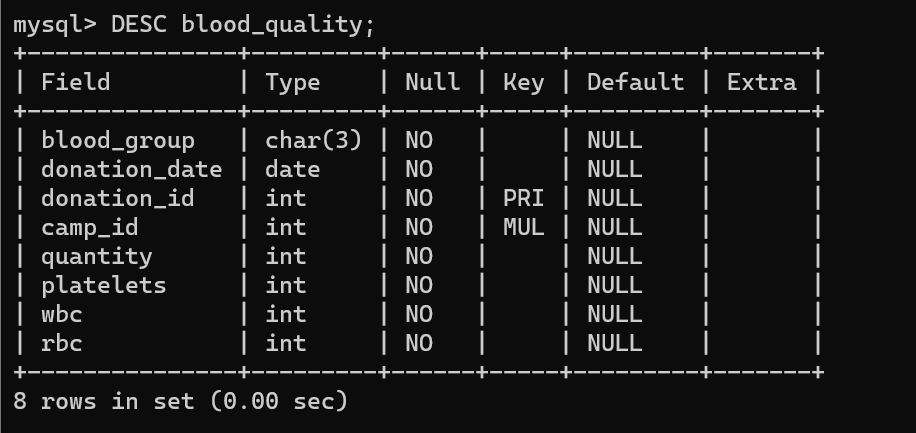 mysql> DESC blood_quality;
+---------------+---------+------+-----+---------+-------+
| Field         | Type    | Null | Key | Default | Extra |
+---------------+---------+------+-----+---------+-------+
| blood_group   | char(3) | NO   |     | NULL    |       |
| donation_date | date    | NO   |     | NULL    |       |
| donation_id   | int     | NO   | PRI | NULL    |       |
| camp_id       | int     | NO   | MUL | NULL    |       |
| quantity      | int     | NO   |     | NULL    |       |
| platelets     | int     | NO   |     | NULL    |       |
| wbc           | int     | NO   |     | NULL    |       |
| rbc           | int     | NO   |     | NULL    |       |
+---------------+---------+------+-----+---------+-------+
8 rows in set (0.00 sec)